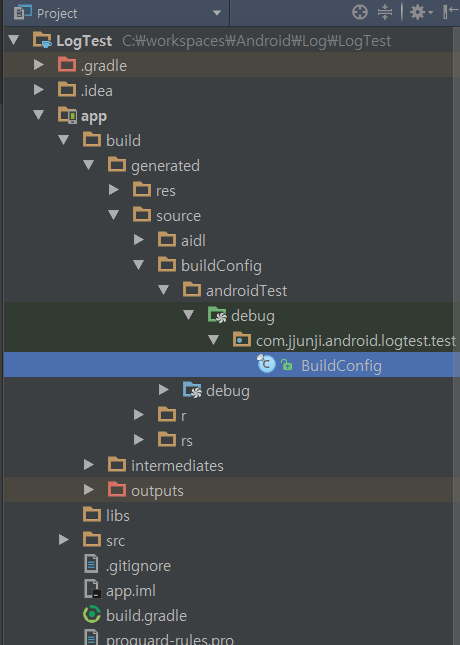 Project
LogTest C:₩workspaces₩Android₩Log₩LogTest
.gradle
.idea
app
build
generated
res
source
aidl
buildConfig
androidTest
debug
com.jjunji.android.logtest.test
BuildConfig
debug
r
rs
intermediates
outputs
libs
src
.gitignore
app.iml
build.gradle
proguard-rules.pro